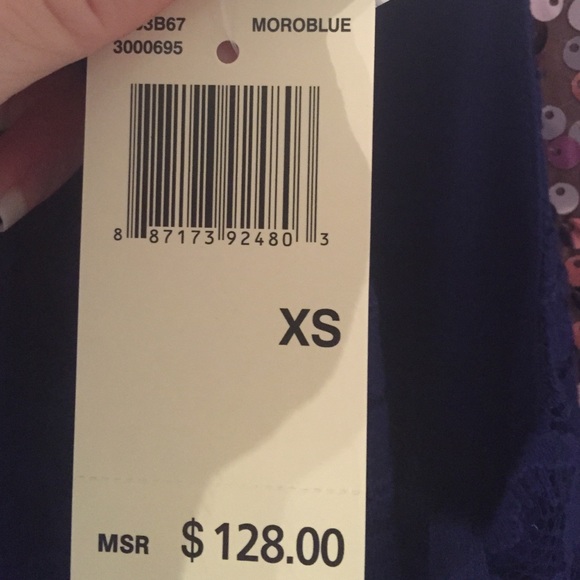 MOROBLUE
3000695
8 87173 92480 3
XS
MSR $128.00